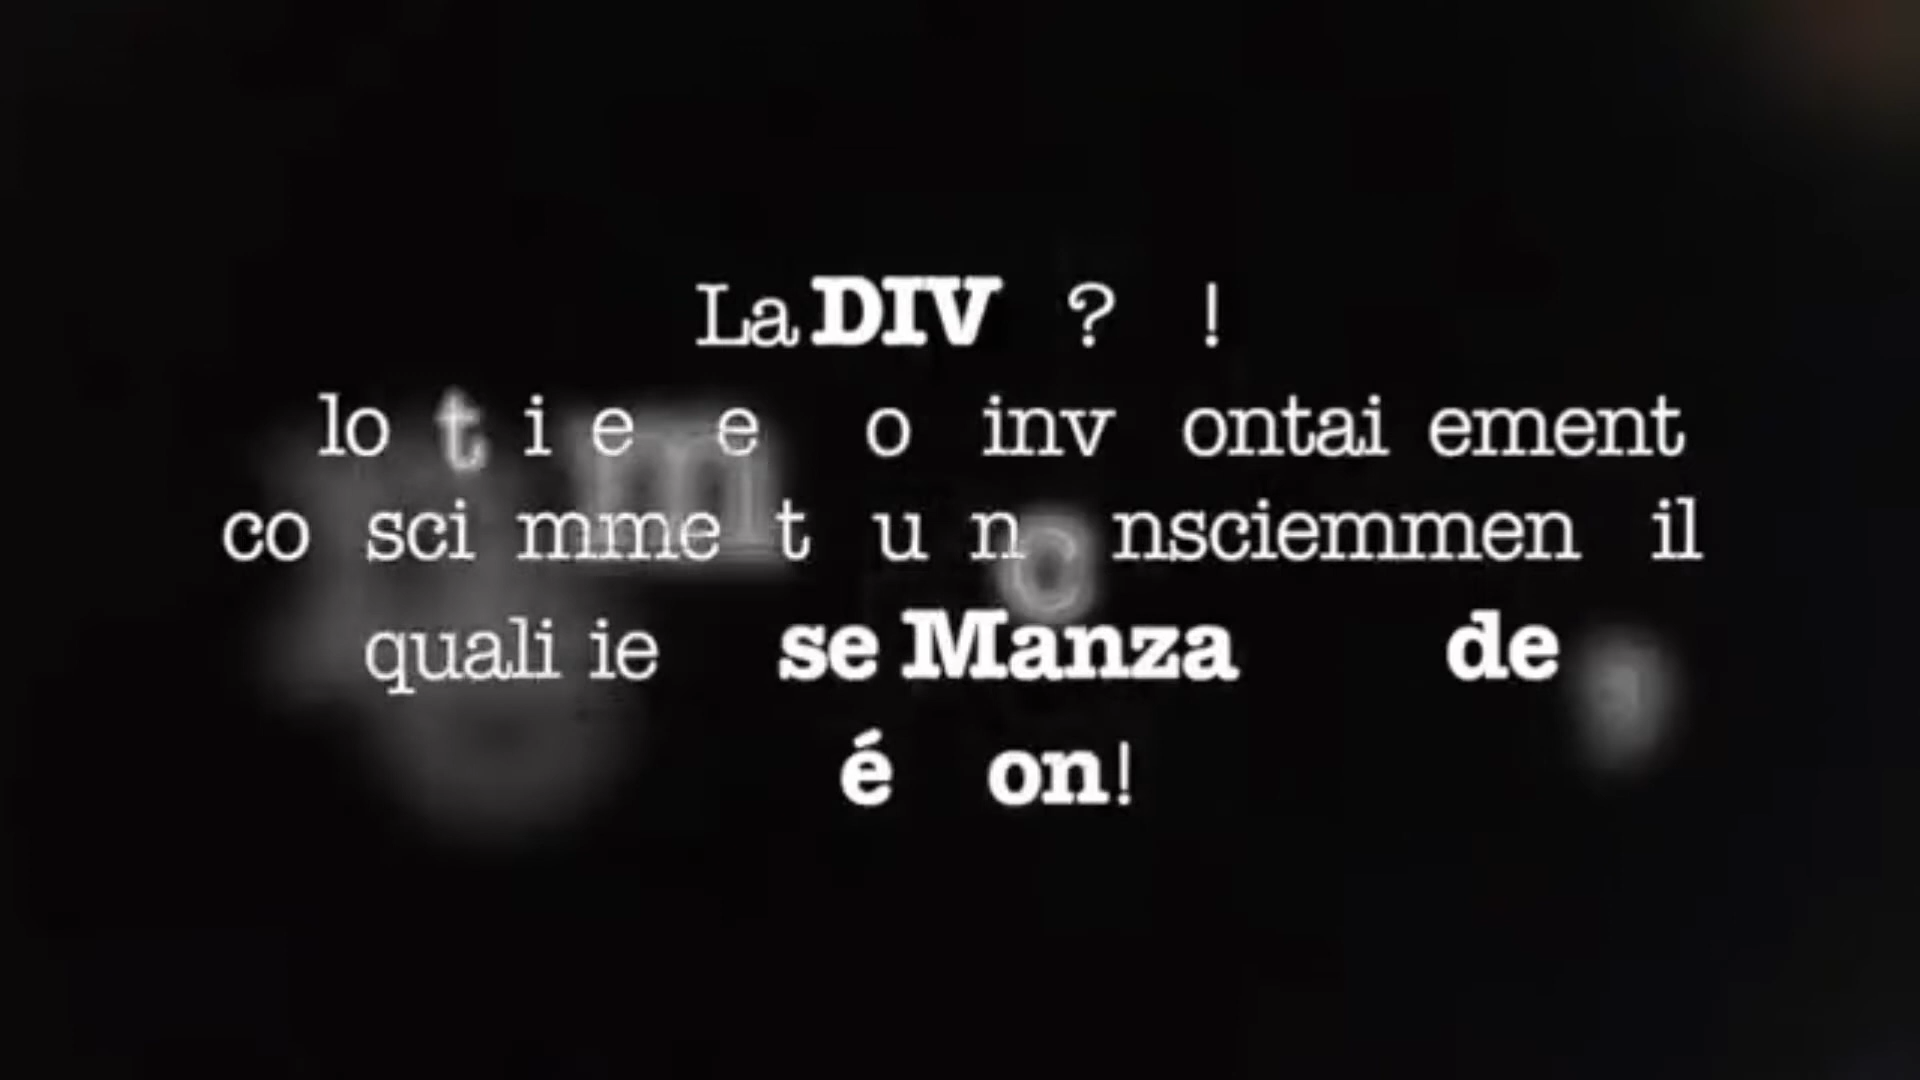 La DIV ? !
lo t i e e o inv ontai ement
co sci mme t u n c nsciemmen il
quali ie se Manza de
é on!